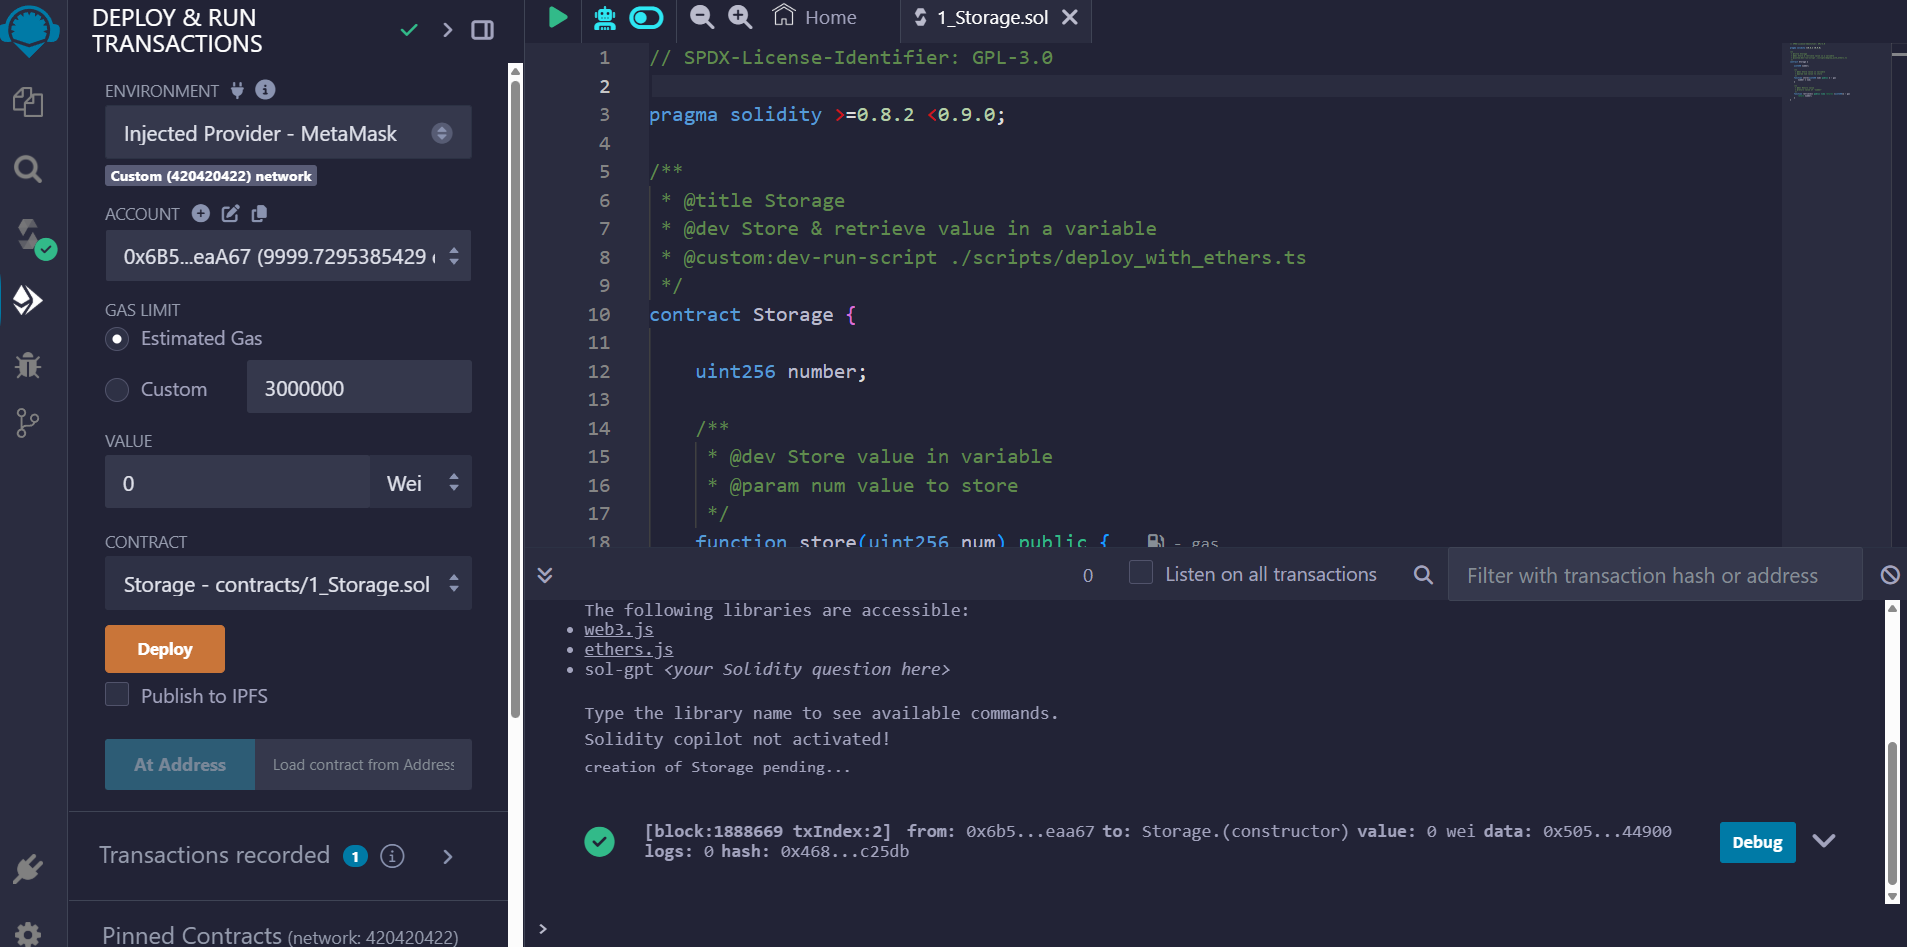 DEPLOY & RUN
TRANSACTIONS
ENVIRONMENT
Injected Provider - MetaMask
Custom (420420422) network
ACCOUNT
0x6B5...eaA67 (9999.7295385429
GAS LIMIT
Estimated Gas
Custom
3000000
VALUE
0
Wei
CONTRACT
Storage - contracts/1_Storage.sol
Deploy
Publish to IPFS
At Address
Load contract from Address
Transactions recorded 1
Pinned Contracts (network: 420420422)
Home
1_Storage.sol
1 // SPDX-License-Identifier: GPL-3.0
2
3 pragma solidity >=0.8.2 <0.9.0;
4
5 /**
6 * @title Storage
7 * @dev Store & retrieve value in a variable
8 * @custom:dev-run-script ./scripts/deploy_with_ethers.ts
9 */
10 contract Storage {
11
12 uint256 number;
13
14 /**
15 * @dev Store value in variable
16 * @param num value to store
17 */
18 function store(uint256 num) public { - gas
0
Listen on all transactions
Filter with transaction hash or address
The following libraries are accessible:
• web3.js
• ethers.js
• sol-gpt <your Solidity question here>
Type the library name to see available commands.
Solidity copilot not activated!
creation of Storage pending...
[block:1888669 txIndex:2] from: 0x6b5...eaa67 to: Storage.(constructor) value: 0 wei data: 0x505...44900
logs: 0 hash: 0x468...c25db
Debug
>